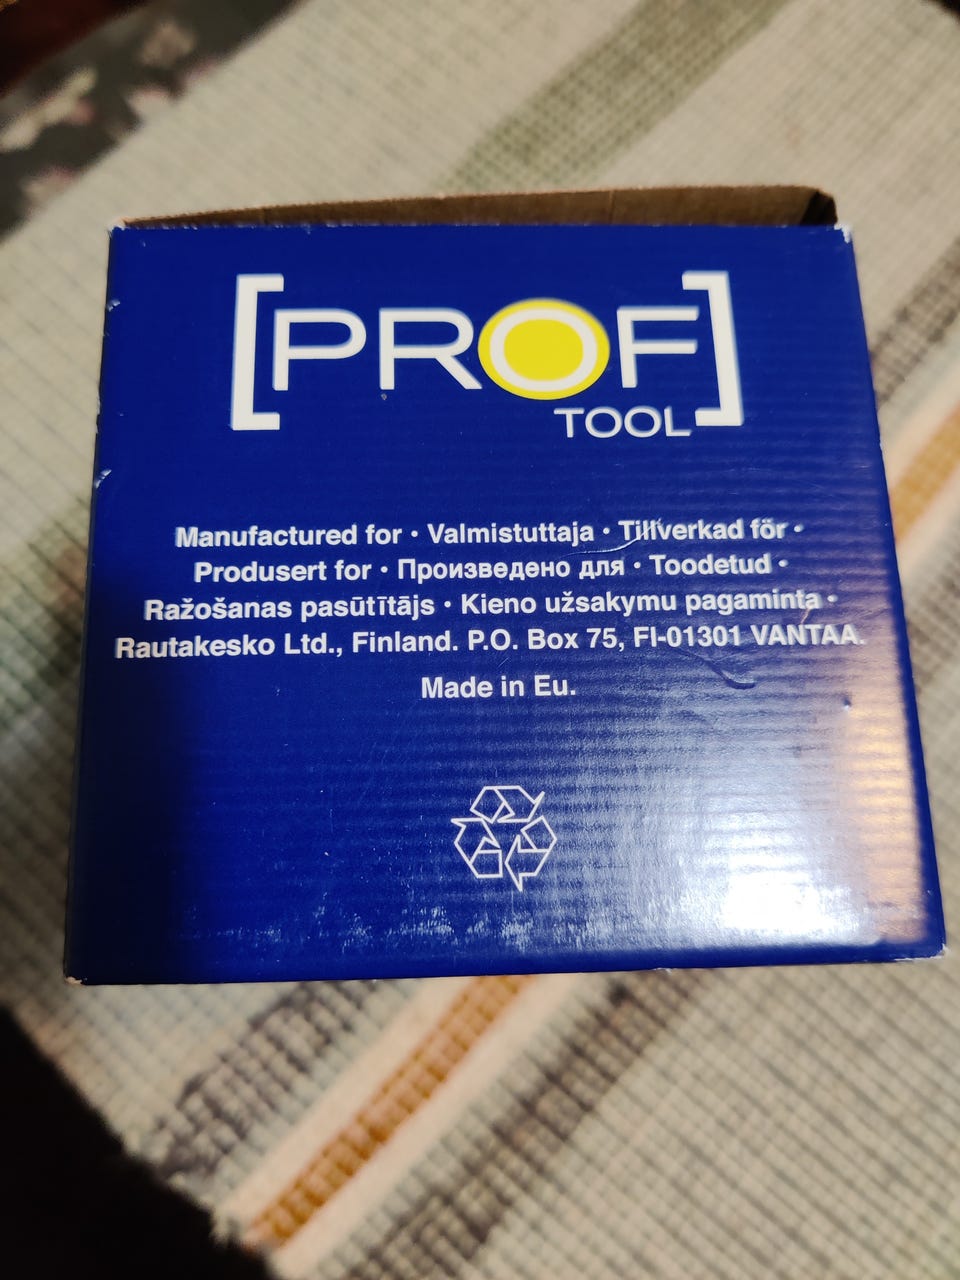 [PROF]
TOOL
Manufactured for • Valmistuttaja • Tillverkad för •
Produsert for • Произведено для • Toodetud •
Ražošanas pasūtītājs • Kieno užsakymu pagaminta •
Rautakesko Ltd., Finland. P.O. Box 75, FI-01301 VANTAA.
Made in Eu.